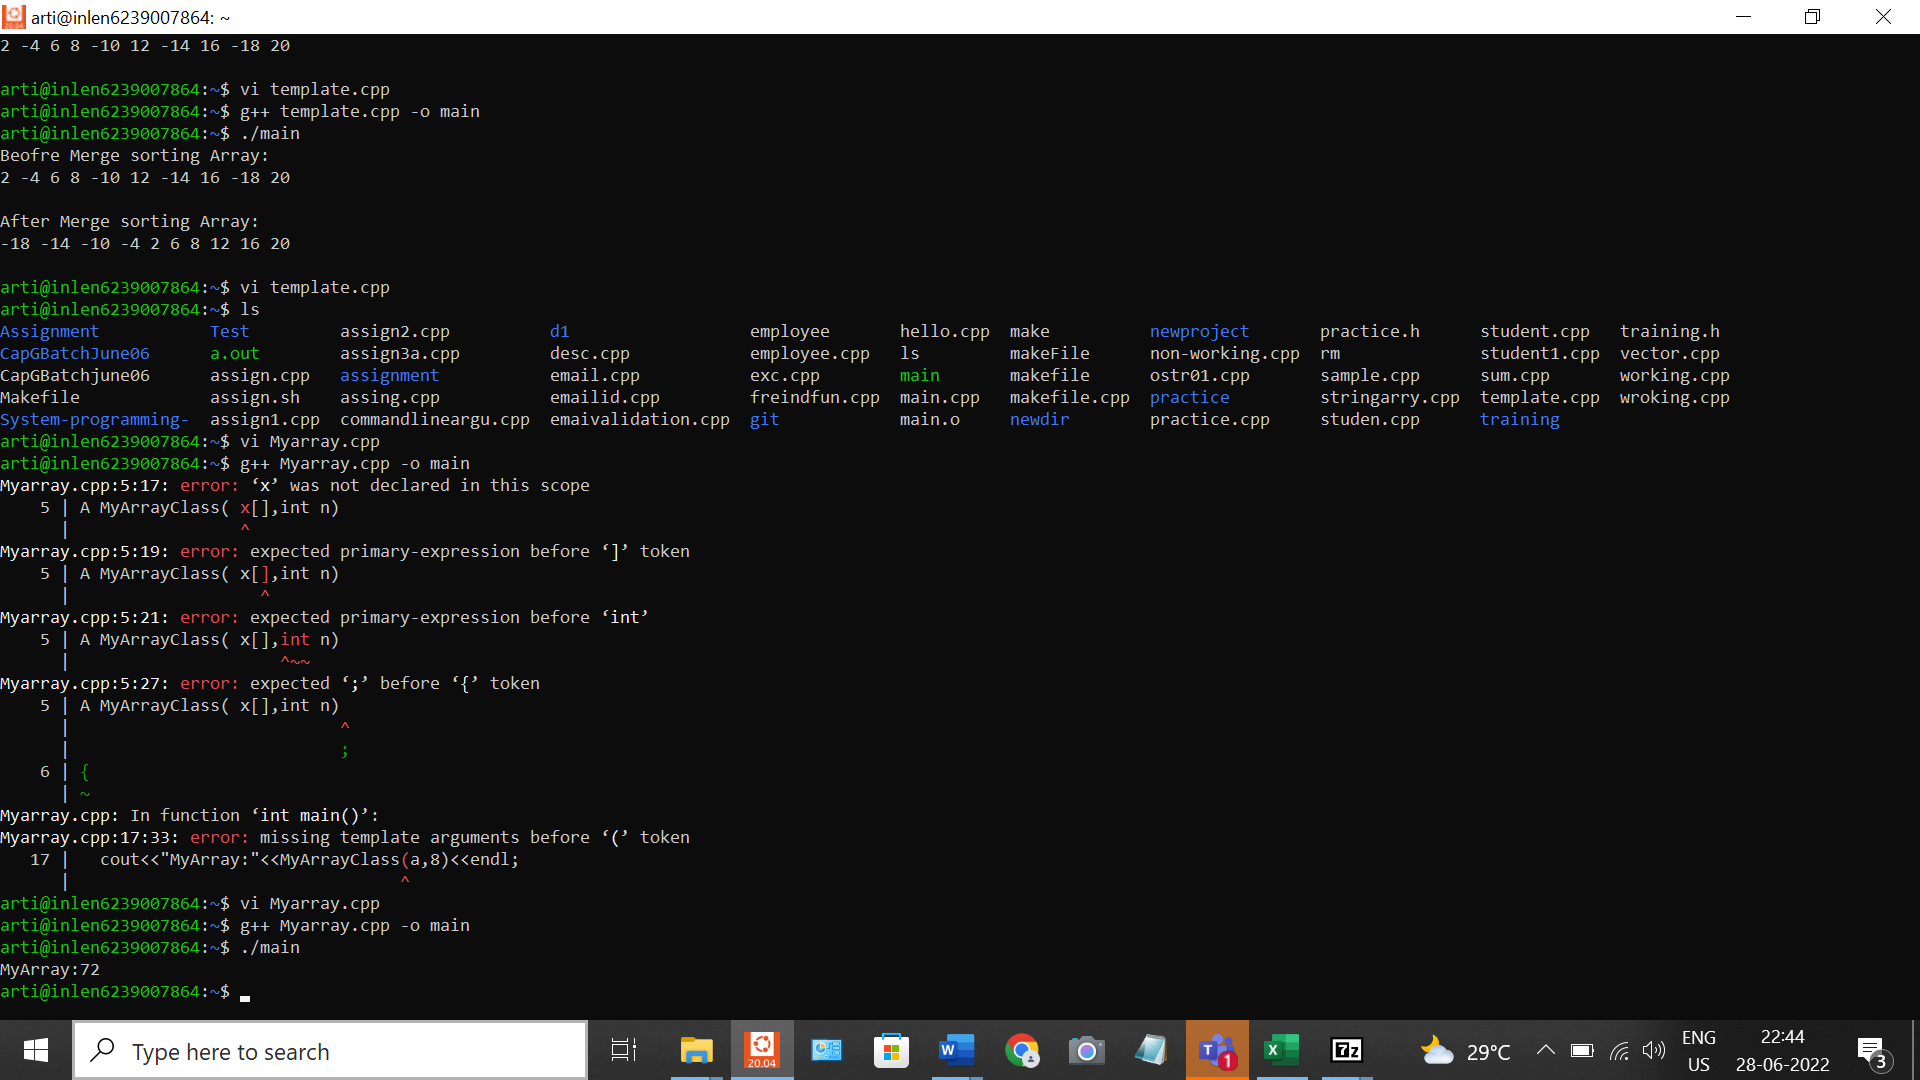 arti@inlen6239007864: ~
2 -4 6 8 -10 12 -14 16 -18 20
arti@inlen6239007864:~$ vi template.cpp
arti@inlen6239007864:~$ g++ template.cpp -o main
arti@inlen6239007864:~$ ./main
Beofre Merge sorting Array:
2 -4 6 8 -10 12 -14 16 -18 20
After Merge sorting Array:
-18 -14 -10 -4 2 6 8 12 16 20
arti@inlen6239007864:~$ vi template.cpp
arti@inlen6239007864:~$ ls
Assignment Test assign2.cpp d1 employee hello.cpp make newproject practice.h student.cpp training.h
CapGBatchJune06 a.out assign3a.cpp desc.cpp employee.cpp ls makeFile non-working.cpp rm student1.cpp vector.cpp
CapGBatchjune06 assign.cpp assignment email.cpp exc.cpp main makefile ostr01.cpp sample.cpp sum.cpp working.cpp
Makefile assign.sh assing.cpp emailid.cpp freindfun.cpp main.cpp makefile.cpp practice stringarry.cpp template.cpp wroking.cpp
System-programming- assign1.cpp commandlineargu.cpp emaivalidation.cpp git main.o newdir practice.cpp studen.cpp training
arti@inlen6239007864:~$ vi Myarray.cpp
arti@inlen6239007864:~$ g++ Myarray.cpp -o main
Myarray.cpp:5:17: error: ‘x’ was not declared in this scope
5 | A MyArrayClass( x[],int n)
| ^
Myarray.cpp:5:19: error: expected primary-expression before ‘]’ token
5 | A MyArrayClass( x[],int n)
| ^
Myarray.cpp:5:21: error: expected primary-expression before ‘int’
5 | A MyArrayClass( x[],int n)
| ^~~
Myarray.cpp:5:27: error: expected ‘;’ before ‘{’ token
5 | A MyArrayClass( x[],int n)
| ^
| ;
6 | {
| ~
Myarray.cpp: In function ‘int main()’:
Myarray.cpp:17:33: error: missing template arguments before ‘(’ token
17 | cout<<"MyArray:"<<MyArrayClass(a,8)<<endl;
| ^
arti@inlen6239007864:~$ vi Myarray.cpp
arti@inlen6239007864:~$ g++ Myarray.cpp -o main
arti@inlen6239007864:~$ ./main
MyArray:72
arti@inlen6239007864:~$
Type here to search
20.04
W
T 1
X
7z
29°C
ENG
US
22:44
28-06-2022
3